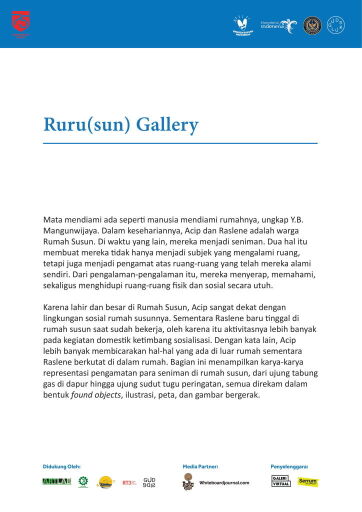 indonesia
Ruru(sun) Gallery
Mata mendiami ada seperti manusia mendiami rumahnya, ungkap Y.B.
Mangunwijaya. Dalam kesehariannya, Acip dan Raslene adalah warga
Rumah Susun. Di waktu yang lain, mereka menjadi seniman. Dua hal itu
membuat mereka tidak hanya menjadi subjek yang mengalami ruang,
tetapi juga menjadi pengamat atas ruang-ruang yang telah mereka alami
sendiri. Dari pengalaman-pengalaman itu, mereka menyerap, memahami,
sekaligus menghidupi ruang-ruang fisik dan sosial secara utuh.
Karena lahir dan besar di Rumah Susun, Acip sangat dekat dengan
lingkungan sosial rumah susunnya. Sementara Raslene baru tinggal di
rumah susun saat sudah bekerja, oleh karena itu aktivitasnya lebih banyak
pada kegiatan domestik ketimbang sosialisasi. Dengan kata lain, Acip
lebih banyak membicarakan hal-hal yang ada di luar rumah sementara
Raslene berkutat di dalam rumah. Bagian ini menampilkan karya-karya
representasi pengamatan para seniman di rumah susun, dari ujung tabung
gas di dapur hingga ujung sudut tugu peringatan, semua direkam dalam
bentuk found objects, ilustrasi, peta, dan gambar bergerak.
Didukung Oleh: Media Partner: Penyelenggara:
ARTLAB GUD SKUL Whiteboardjournal.com GALERI VIRTUAL Serrum